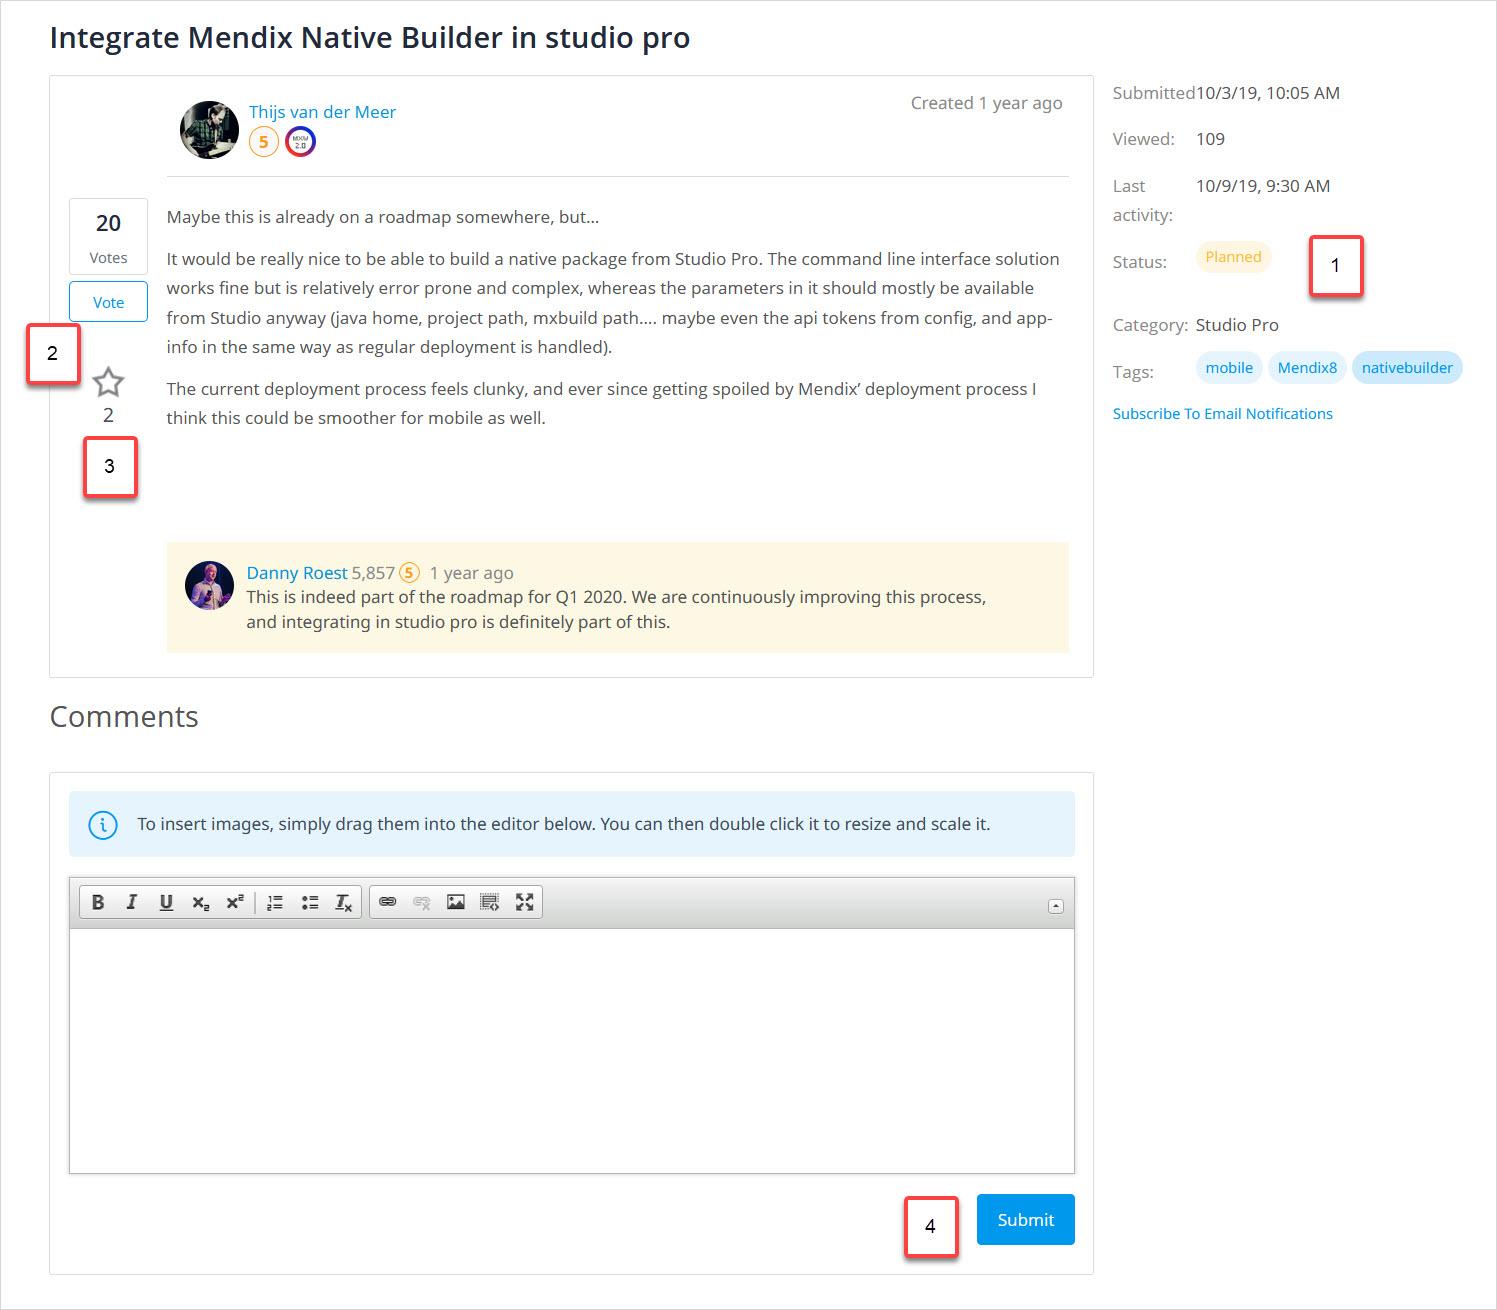 Integrate Mendix Native Builder in studio pro
Thijs van der Meer
Created 1 year ago
5
MXW
2.0
20
Votes
Vote
2
2
3
Maybe this is already on a roadmap somewhere, but...
It would be really nice to be able to build a native package from Studio Pro. The command line interface solution
works fine but is relatively error prone and complex, whereas the parameters in it should mostly be available
from Studio anyway (java home, project path, mxbuild path.... maybe even the api tokens from config, and app-
info in the same way as regular deployment is handled).
The current deployment process feels clunky, and ever since getting spoiled by Mendix’ deployment process I
think this could be smoother for mobile as well.
Danny Roest 5,857 5 1 year ago
This is indeed part of the roadmap for Q1 2020. We are continuously improving this process,
and integrating in studio pro is definitely part of this.
Submitted 10/3/19, 10:05 AM
Viewed: 109
Last 10/9/19, 9:30 AM
activity:
Status: Planned
1
Category: Studio Pro
Tags: mobile Mendix8 nativebuilder
Subscribe To Email Notifications
Comments
To insert images, simply drag them into the editor below. You can then double click it to resize and scale it.
B I U x2 x2 Tx
4
Submit